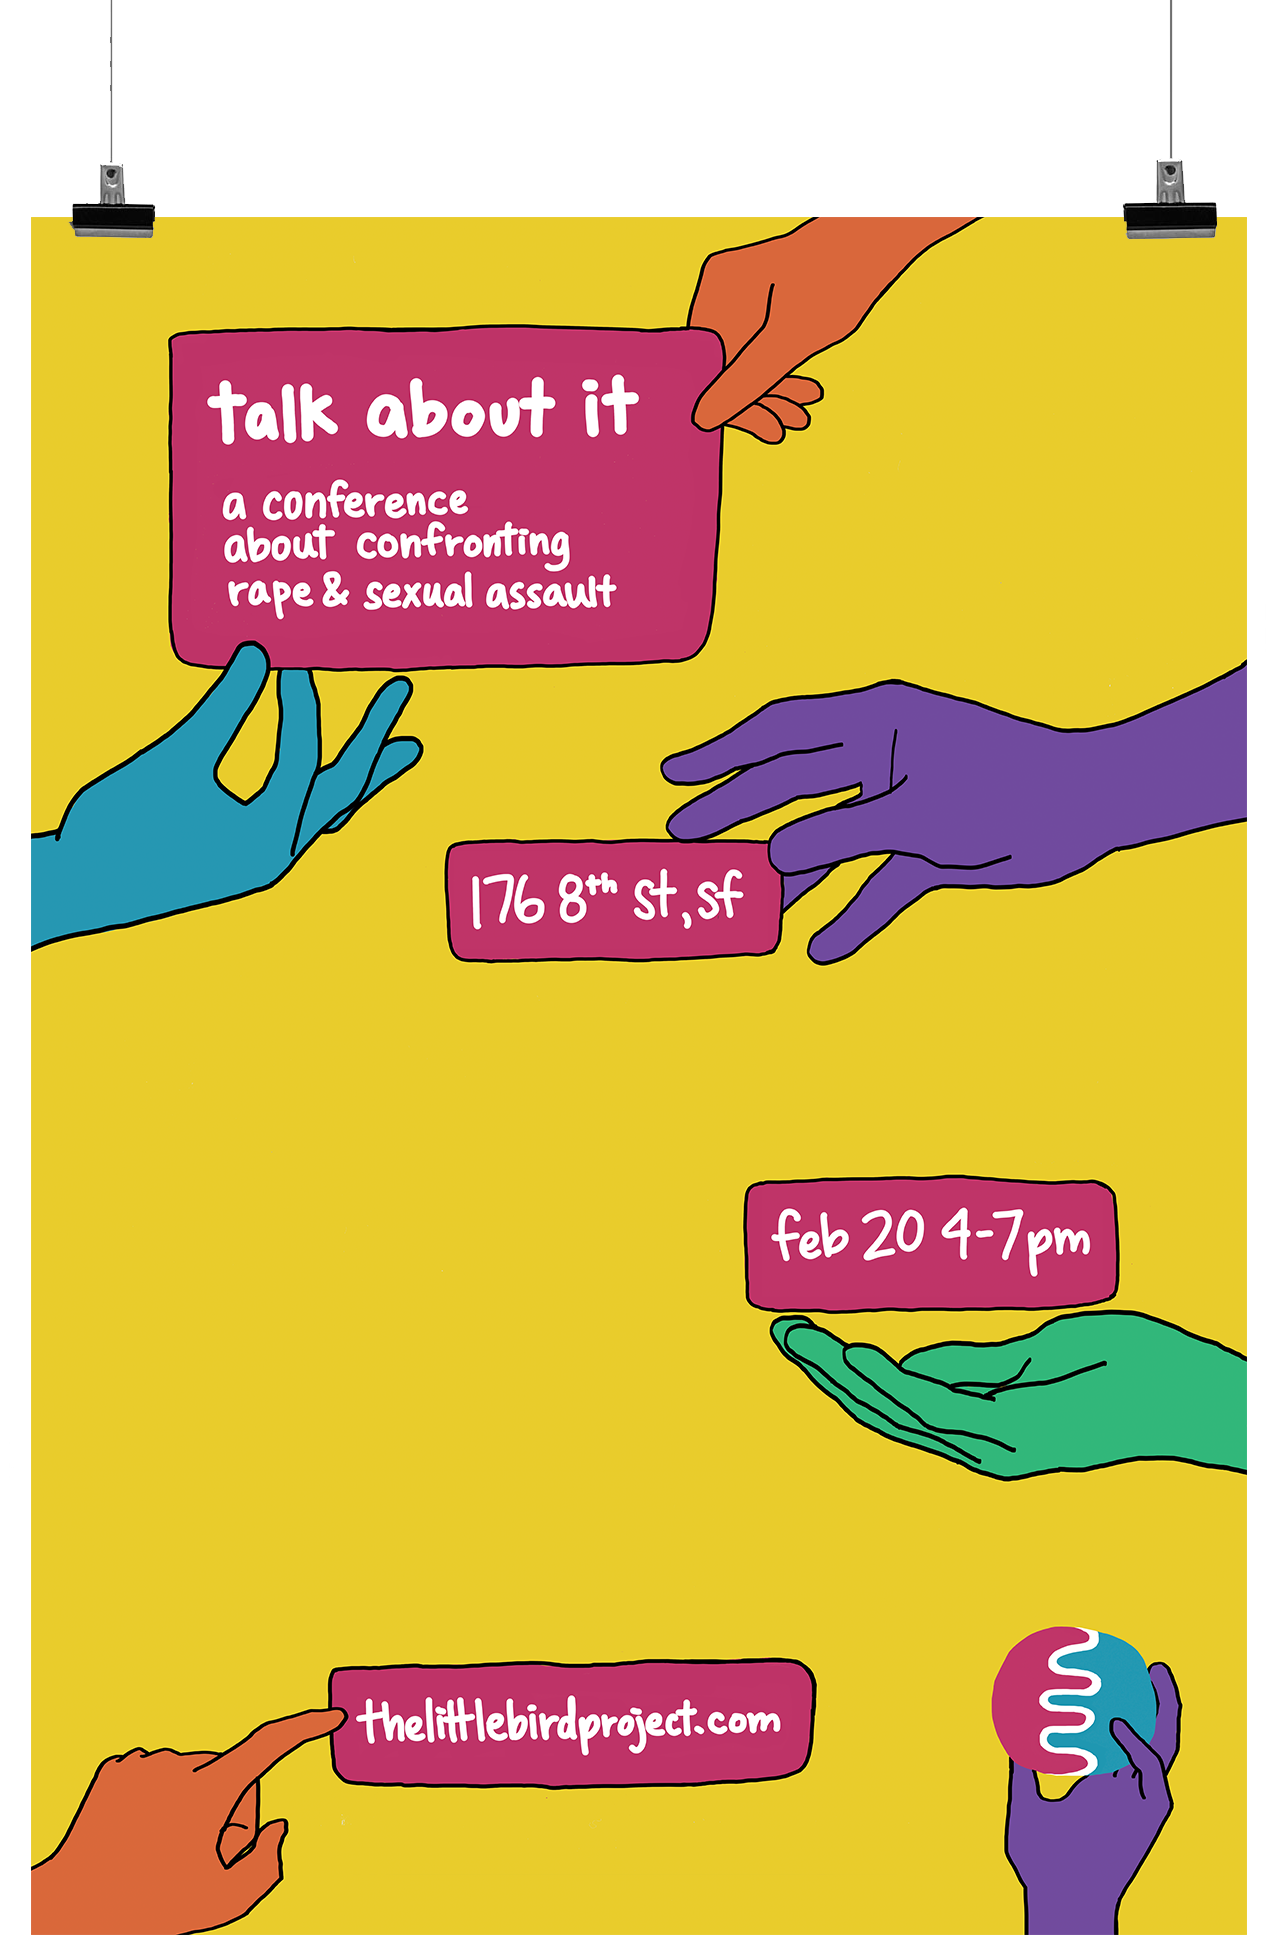 talk about it
a conference
about confronting
rape & sexual assault
176 8th st, sf
feb 20 4-7pm
thelittlebirdproject.com